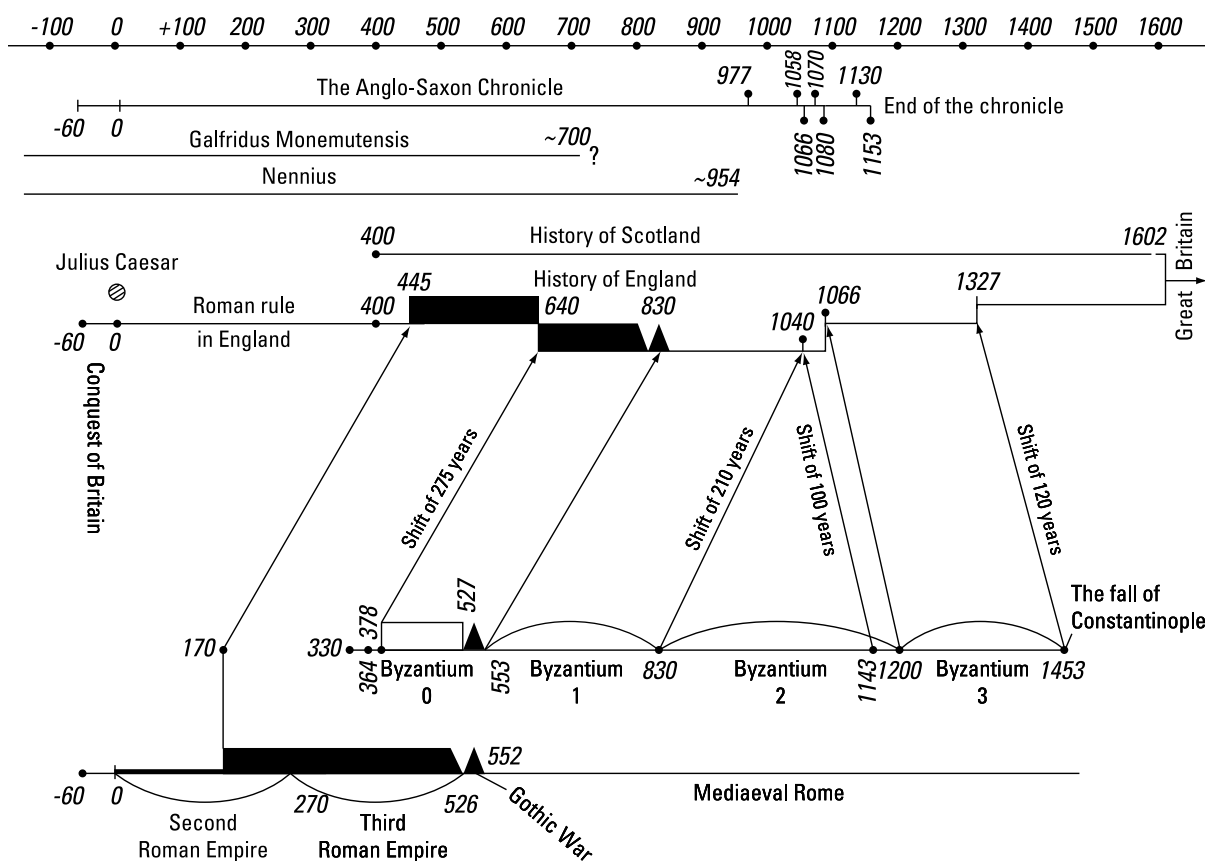 -100 0 +100 200 300 400 500 600 700 800 900 1000 1100 1200 1300 1400 1500 1600
977 1058 1070 1130
The Anglo-Saxon Chronicle
End of the chronicle
-60 0
1066 1080 1153
Galfridus Monemutensis ~700
?
Nennius ~954
400 History of Scotland 1602
Julius Caesar
445 History of England 1327
Roman rule 400 640 830 1066
in England
-60 0
1040
Great Britain
Conquest of Britain
Shift of 275 years
Shift of 210 years
Shift of 100 years
Shift of 120 years
The fall of
Constantinople
170 330 364 378 527 553 830 1143 1200 1453
Byzantium
0
Byzantium
1
Byzantium
2
Byzantium
3
552
-60 0 270 526
Gothic War
Mediaeval Rome
Second
Roman Empire
Third
Roman Empire